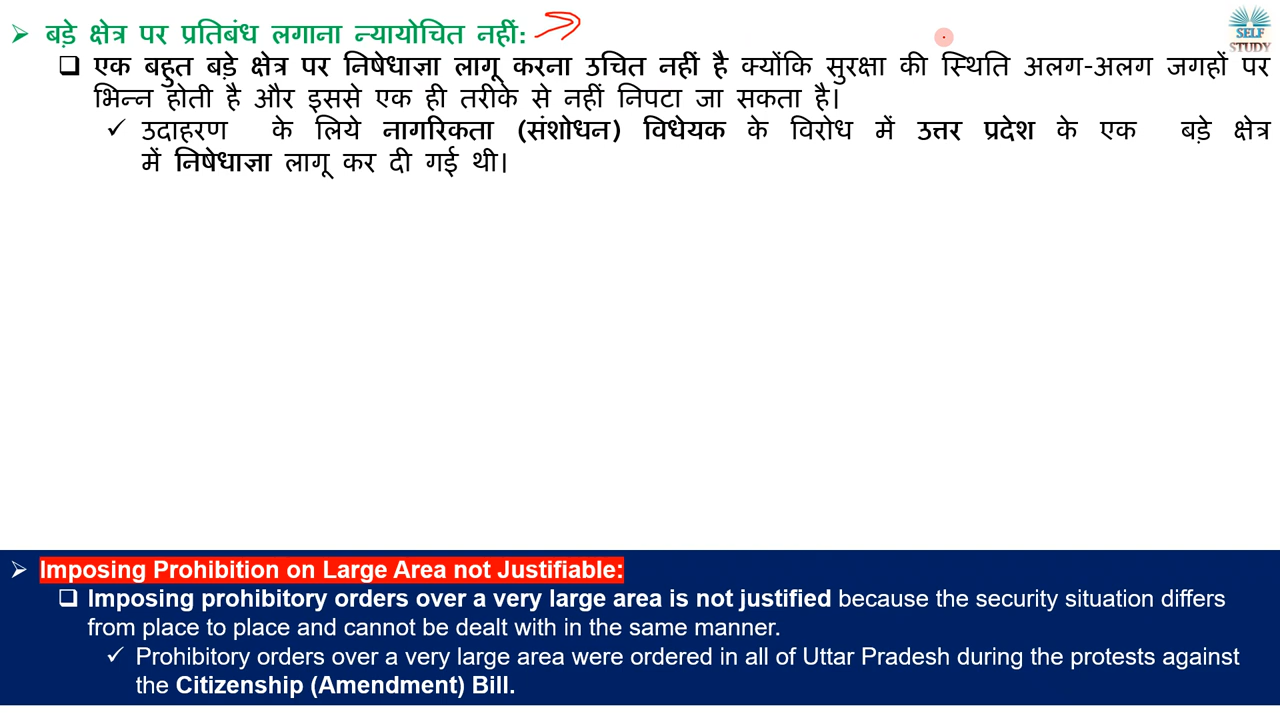 ➢ बड़े क्षेत्र पर प्रतिबंध लगाना न्यायोचित नहीं:
SELF
STUDY
❑ एक बहुत बड़े क्षेत्र पर निषेधाज्ञा लागू करना उचित नहीं है क्योंकि सुरक्षा की स्थिति अलग-अलग जगहों पर
भिन्न होती है और इससे एक ही तरीके से नहीं निपटा जा सकता है।
✓ उदाहरण के लिये नागरिकता (संशोधन) विधेयक के विरोध में उत्तर प्रदेश के एक बड़े क्षेत्र
में निषेधाज्ञा लागू कर दी गई थी।
➢ Imposing Prohibition on Large Area not Justifiable:
❑ Imposing prohibitory orders over a very large area is not justified because the security situation differs
from place to place and cannot be dealt with in the same manner.
✓ Prohibitory orders over a very large area were ordered in all of Uttar Pradesh during the protests against
the Citizenship (Amendment) Bill.